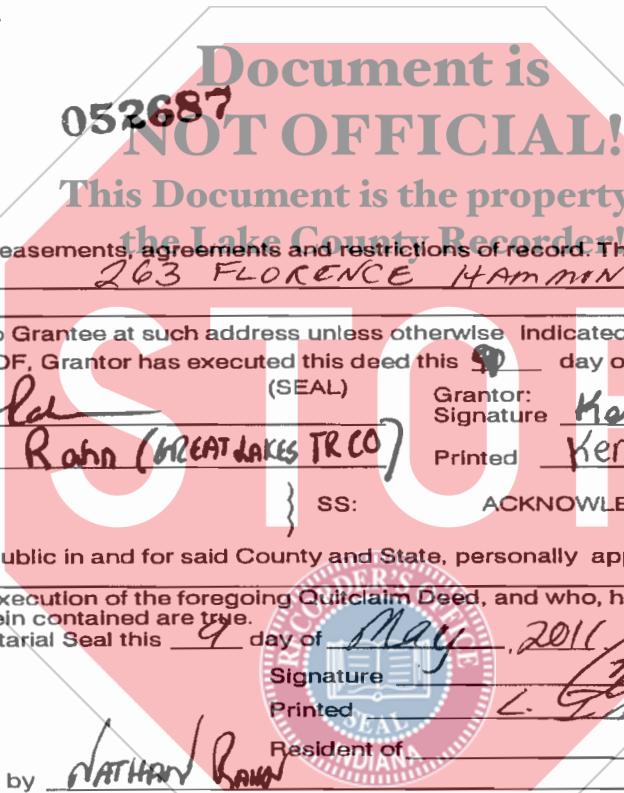 Document is
052687
NOT OFFICIAL!
This Document is the property
the Lake County Recorder!
easements, agreements and restrictions of record. Th
263 FLORENCE HAMMON
Grantee at such address unless otherwise indicated
OF, Grantor has executed this deed this day o
(SEAL) Grantor:
Signature Ke
Rahn (GREAT LAKES TR CO) Printed Ker
STOP
SS: ACKNOWLE
ublic in and for said County and State, personally app
xecution of the foregoing Quitclaim Deed, and who, h
ein contained are true.
tarial Seal this 9 day of May, 2011
RECORDER'S OFFICE
Signature
Printed L.
SEAL
INDIANA
Resident of
by NATHAN RAHN